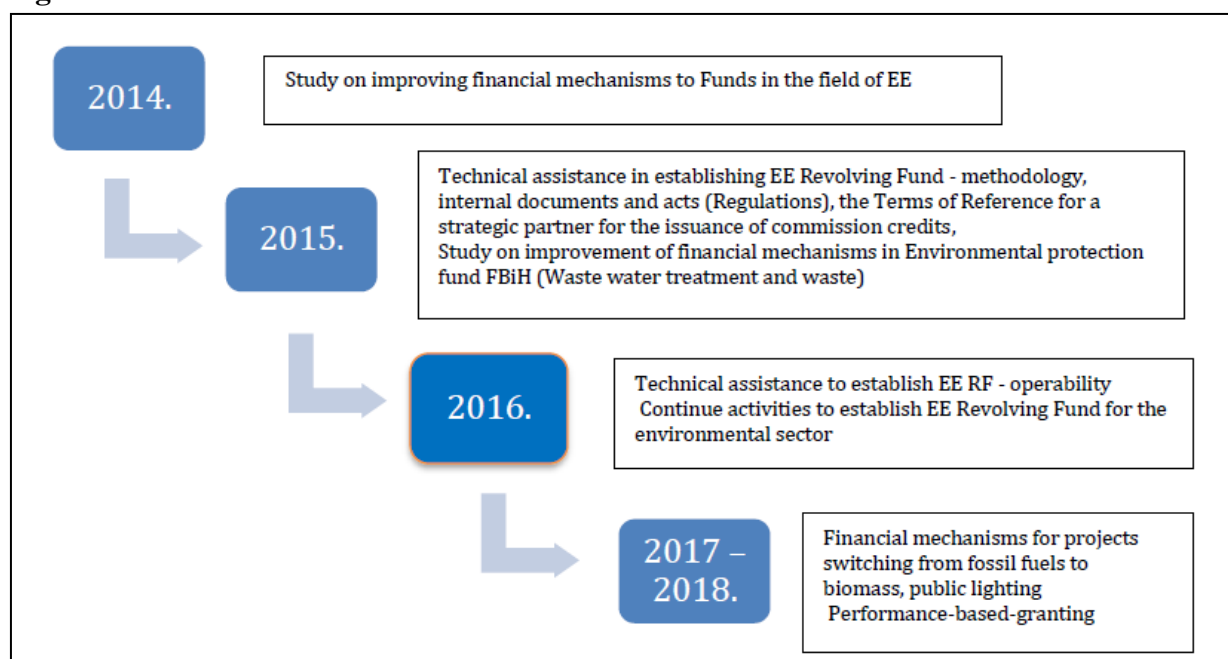 2014.
Study on improving financial mechanisms to Funds in the field of EE
2015.
Technical assistance in establishing EE Revolving Fund - methodology,
internal documents and acts (Regulations), the Terms of Reference for a
strategic partner for the issuance of commission credits,
Study on improvement of financial mechanisms in Environmental protection
fund FBiH (Waste water treatment and waste)
2016.
Technical assistance to establish EE RF - operability
Continue activities to establish EE Revolving Fund for the
environmental sector
2017 –
2018.
Financial mechanisms for projects
switching from fossil fuels to
biomass, public lighting
Performance-based-granting